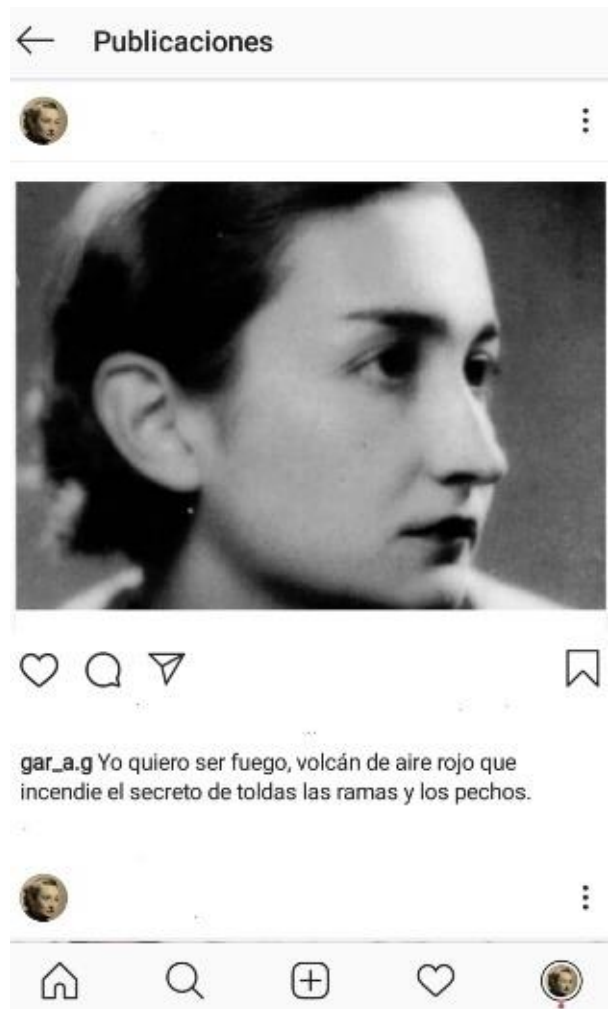 Publicaciones
gar_a.g Yo quiero ser fuego, volcán de aire rojo que
incendie el secreto de toldas las ramas y los pechos.